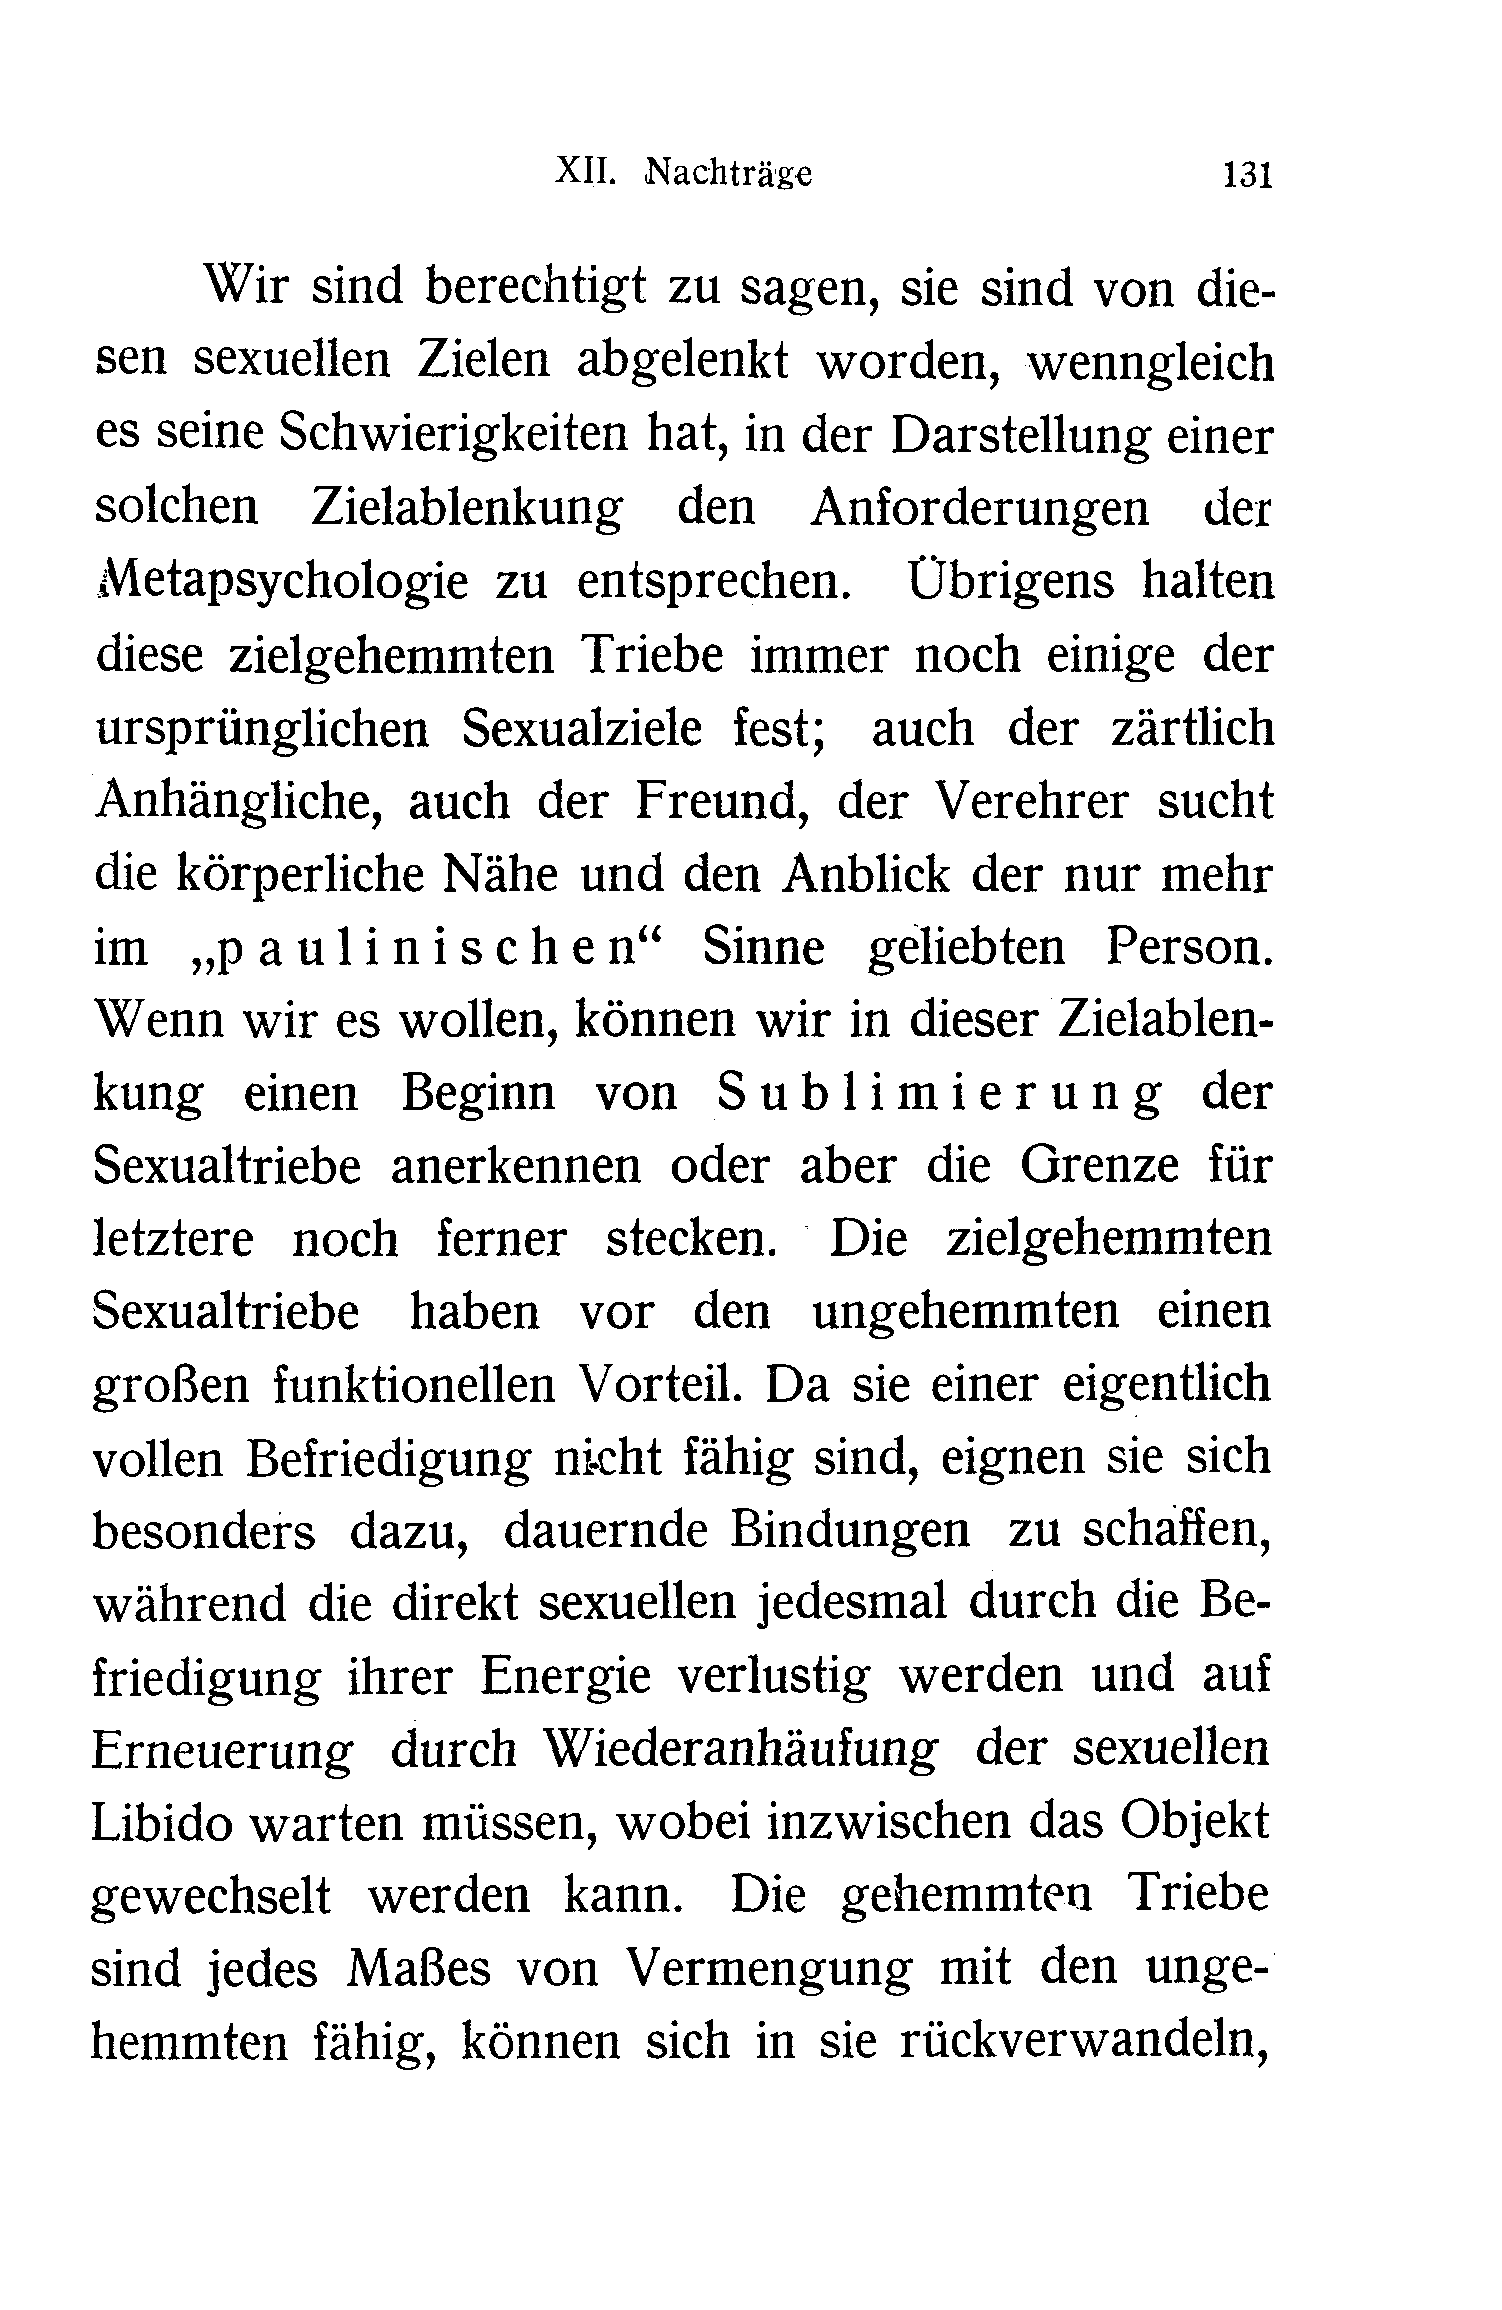 XII. Nachträge 131
Wir sind berechtigt zu sagen, sie sind von die-
sen sexuellen Zielen abgelenkt worden, wenngleich
es seine Schwierigkeiten hat, in der Darstellung einer
solchen Zielablenkung den Anforderungen der
Metapsychologie zu entsprechen. Übrigens halten
diese zielgehemmten Triebe immer noch einige der
ursprünglichen Sexualziele fest; auch der zärtlich
Anhängliche, auch der Freund, der Verehrer sucht
die körperliche Nähe und den Anblick der nur mehr
im „paulinischen“ Sinne geliebten Person.
Wenn wir es wollen, können wir in dieser Zielablen-
kung einen Beginn von Sublimierung der
Sexualtriebe anerkennen oder aber die Grenze für
letztere noch ferner stecken. Die zielgehemmten
Sexualtriebe haben vor den ungehemmten einen
großen funktionellen Vorteil. Da sie einer eigentlich
vollen Befriedigung nicht fähig sind, eignen sie sich
besonders dazu, dauernde Bindungen zu schaffen,
während die direkt sexuellen jedesmal durch die Be-
friedigung ihrer Energie verlustig werden und auf
Erneuerung durch Wiederanhäufung der sexuellen
Libido warten müssen, wobei inzwischen das Objekt
gewechselt werden kann. Die gehemmten Triebe
sind jedes Maßes von Vermengung mit den unge-
hemmten fähig, können sich in sie rückverwandeln,